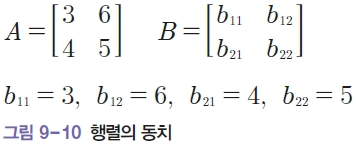 A = [3 6
4 5] B = [b₁₁ b₁₂
b₂₁ b₂₂]
b₁₁ = 3, b₁₂ = 6, b₂₁ = 4, b₂₂ = 5
그림 9-10 행렬의 동치